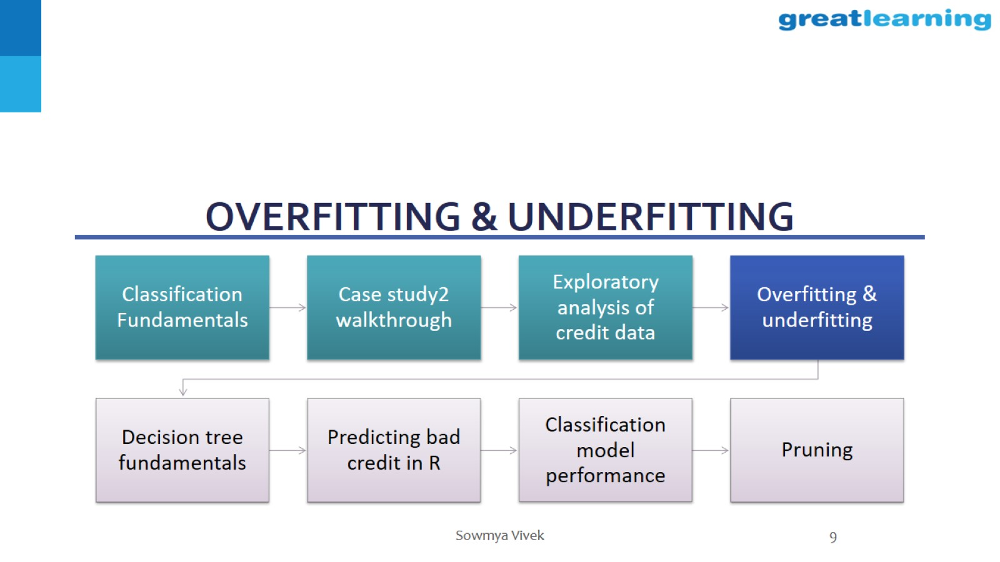 greatlearning
OVERFITTING & UNDERFITTING
Classification
Fundamentals
Case study2
walkthrough
Exploratory
analysis of
credit data
Overfitting &
underfitting
Decision tree
fundamentals
Predicting bad
credit in R
Classification
model
performance
Pruning
Sowmya Vivek
9